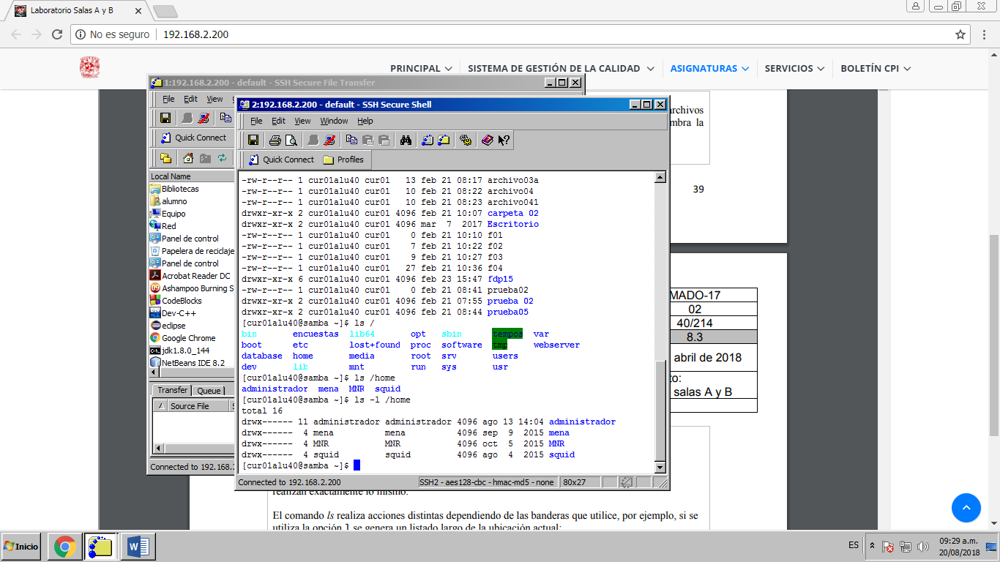 Laboratorio Salas A y B
No es seguro
192.168.2.200
PRINCIPAL
SISTEMA DE GESTIÓN DE LA CALIDAD
ASIGNATURAS
SERVICIOS
BOLETÍN CPI
1:192.168.2.200 - default - SSH Secure File Transfer
File Edit View
Quick Connect
Local Name
Bibliotecas
alumno
Equipo
Red
Panel de control
Papelera de reciclaje
Panel de control
Acrobat Reader DC
Ashampoo Burning S
CodeBlocks
Dev-C++
eclipse
Google Chrome
jdk1.8.0_144
NetBeans IDE 8.2
Transfer Queue
Source File
Connected to 192.168.2
2:192.168.2.200 - default - SSH Secure Shell
File Edit View Window Help
Quick Connect Profiles
-rw-r--r-- 1 cur01alu40 cur01   13 feb 21 08:17 archivo03a
-rw-r--r-- 1 cur01alu40 cur01   10 feb 21 08:22 archivo04
-rw-r--r-- 1 cur01alu40 cur01   10 feb 21 08:23 archivo041
drwxr-xr-x 2 cur01alu40 cur01 4096 feb 21 10:07 carpeta 02
drwxr-xr-x 2 cur01alu40 cur01 4096 mar  7  2017 Escritorio
-rw-r--r-- 1 cur01alu40 cur01    0 feb 21 10:10 f01
-rw-r--r-- 1 cur01alu40 cur01    7 feb 21 10:22 f02
-rw-r--r-- 1 cur01alu40 cur01    9 feb 21 10:27 f03
-rw-r--r-- 1 cur01alu40 cur01   27 feb 21 10:36 f04
drwxr-xr-x 6 cur01alu40 cur01 4096 feb 23 15:47 fdp15
-rw-r--r-- 1 cur01alu40 cur01    0 feb 21 08:41 prueba02
drwxr-xr-x 2 cur01alu40 cur01 4096 feb 21 07:55 prueba 02
drwxr-xr-x 2 cur01alu40 cur01 4096 feb 21 08:44 prueba05
[cur01alu40@samba ~]$ ls /
bin encuestas lib64 opt sbin tempos var
boot etc lost+found proc software tmp webserver
database home media root srv users
dev lib mnt run sys usr
[cur01alu40@samba ~]$ ls /home
administrador mena MNR squid
[cur01alu40@samba ~]$ ls -l /home
total 16
drwx------ 11 administrador administrador 4096 ago 13 14:04 administrador
drwx------  4 mena          mena          4096 sep  9  2015 mena
drwx------  4 MNR           MNR           4096 oct  5  2015 MNR
drwx------  4 squid         squid         4096 ago  4  2015 squid
[cur01alu40@samba ~]$
Connected to 192.168.2.200
SSH2 - aes128-cbc - hmac-md5 - none
80x27
39
MADO-17
02
40/214
8.3
abril de 2018
salas A y B
realizan exactamente lo mismo.
El comando ls realiza acciones distintas dependiendo de las banderas que utilice, por ejemplo, si se
utiliza la opción l se genera un listado largo de la ubicación actual:
Inicio
ES
09:29 a.m.
20/08/2018